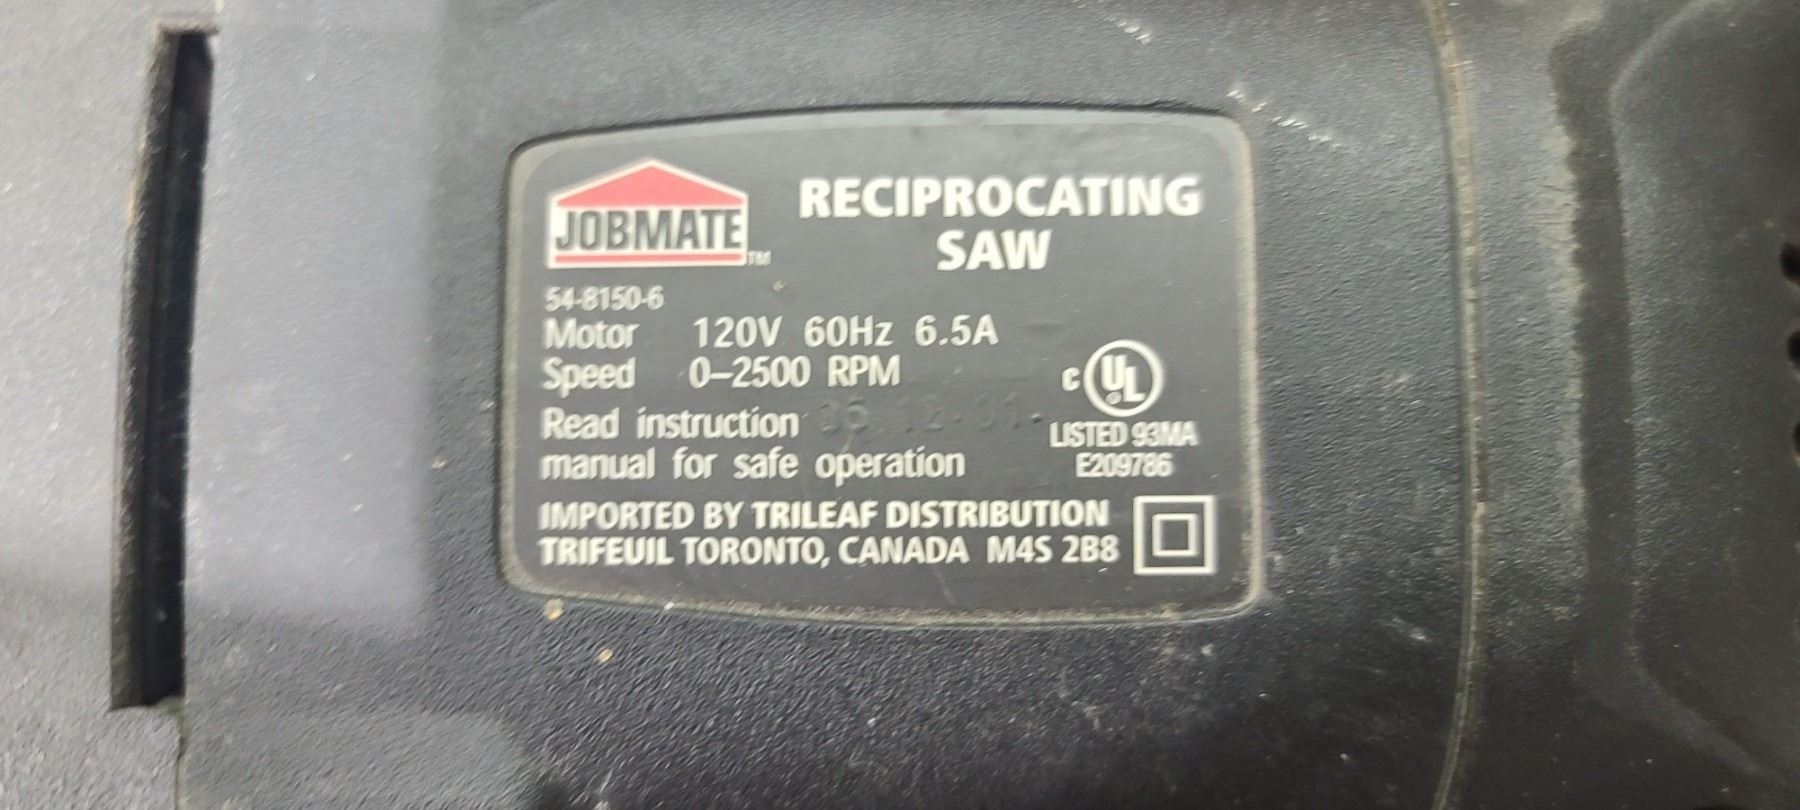 JOBMATE TM
RECIPROCATING
SAW
54-8150-6
Motor 120V 60Hz 6.5A
Speed 0–2500 RPM
Read instruction
manual for safe operation
C UL ®
LISTED 93MA
E209786
IMPORTED BY TRILEAF DISTRIBUTION
TRIFEUIL TORONTO, CANADA M4S 2B8